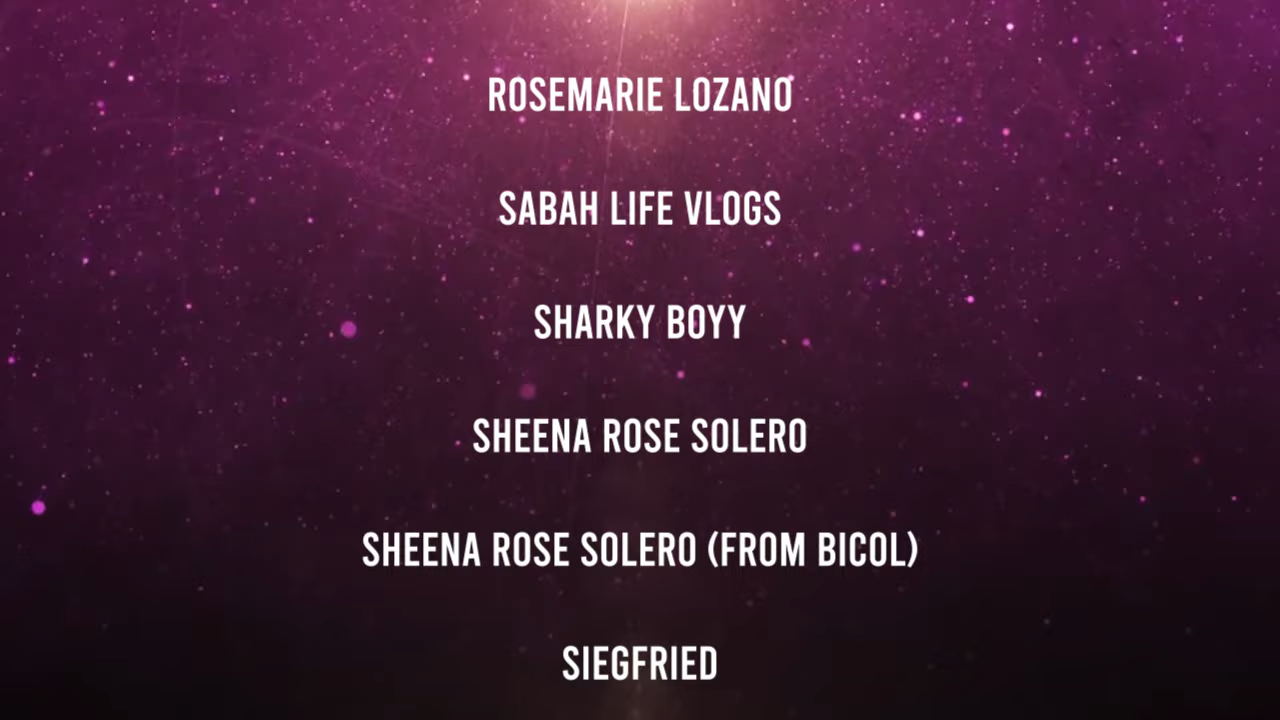 ROSEMARIE LOZANO
SABAH LIFE VLOGS
SHARKY BOYY
SHEENA ROSE SOLERO
SHEENA ROSE SOLERO (FROM BICOL)
SIEGFRIED